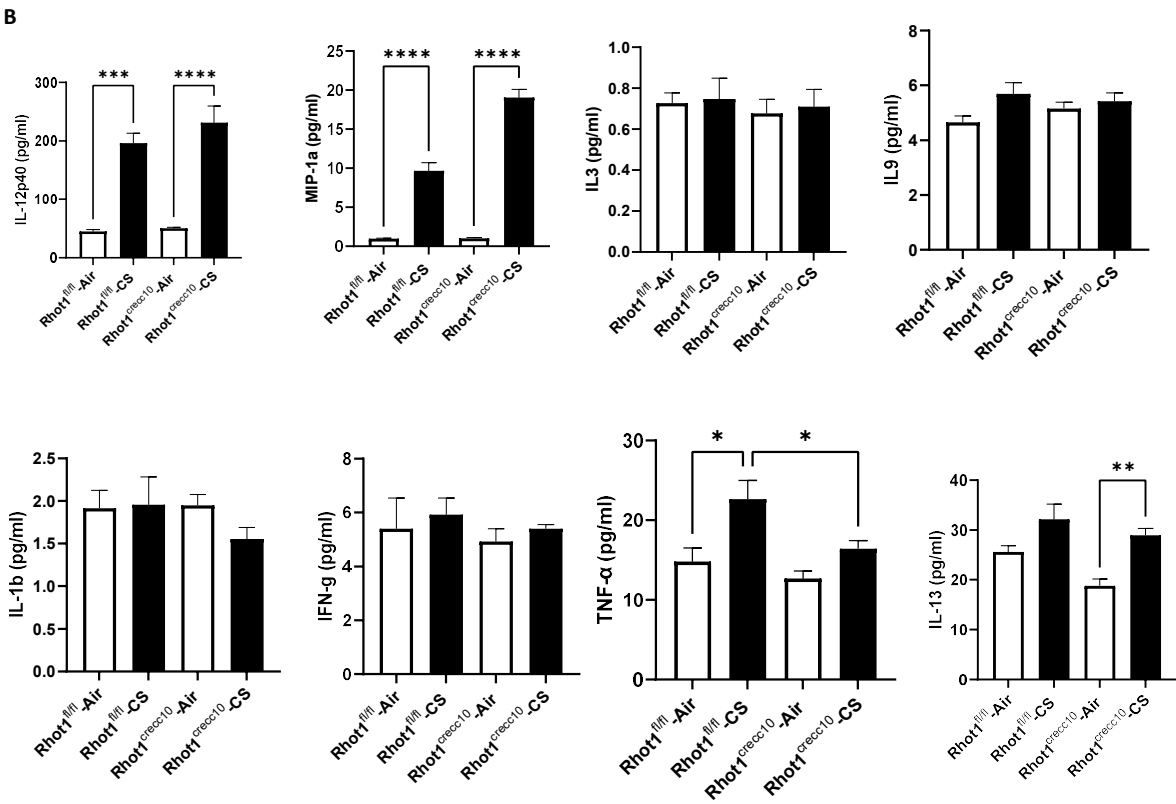 B
***
****
IL-12p40 (pg/ml)
300
200
100
0
Rhot1fl/fl-Air
Rhot1fl/fl-CS
Rhot1crecc10-Air
Rhot1crecc10-CS
****
****
MIP-1a (pg/ml)
25
20
15
10
5
0
Rhot1fl/fl-Air
Rhot1fl/fl-CS
Rhot1crecc10-Air
Rhot1crecc10-CS
IL3 (pg/ml)
1.0
0.8
0.6
0.4
0.2
0.0
Rhot1fl/fl-Air
Rhot1fl/fl-CS
Rhot1crecc10-Air
Rhot1crecc10-CS
IL9 (pg/ml)
8
6
4
2
0
Rhot1fl/fl-Air
Rhot1fl/fl-CS
Rhot1crecc10-Air
Rhot1crecc10-CS
IL-1b (pg/ml)
2.5
2.0
1.5
1.0
0.5
0.0
Rhot1fl/fl-Air
Rhot1fl/fl-CS
Rhot1crecc10-Air
Rhot1crecc10-CS
IFN-g (pg/ml)
8
6
4
2
0
Rhot1fl/fl-Air
Rhot1fl/fl-CS
Rhot1crecc10-Air
Rhot1crecc10-CS
*
*
TNF-α (pg/ml)
30
20
10
0
Rhot1fl/fl-Air
Rhot1fl/fl-CS
Rhot1crecc10-Air
Rhot1crecc10-CS
**
IL-13 (pg/ml)
40
30
20
10
0
Rhot1fl/fl-Air
Rhot1fl/fl-CS
Rhot1crecc10-Air
Rhot1crecc10-CS